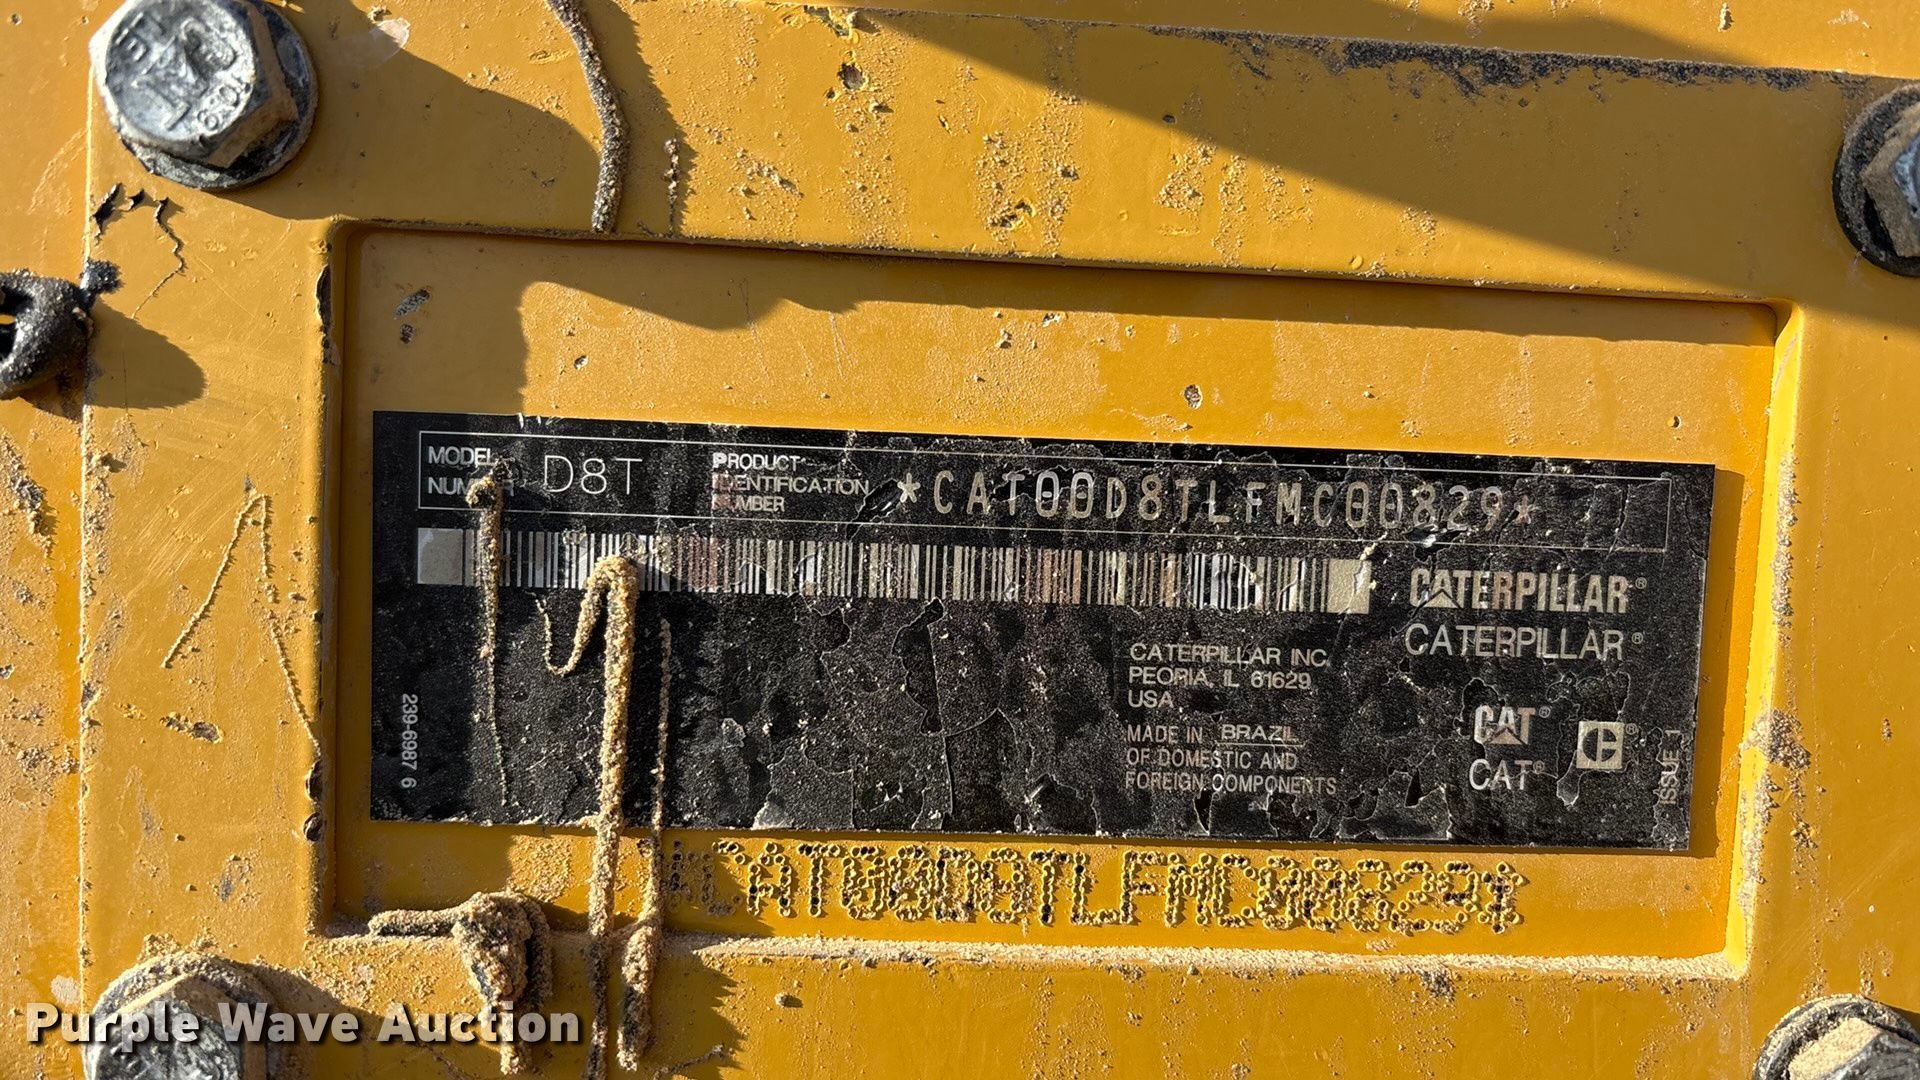 MODEL NUMBER D8T PRODUCT IDENTIFICATION NUMBER *CAT00D8TLFMC00829*
CATERPILLAR®
CATERPILLAR®
CATERPILLAR INC.
PEORIA, IL 61629
USA
MADE IN BRAZIL
OF DOMESTIC AND
FOREIGN COMPONENTS
CAT®
CAT®
239-6987 6
ISSUE 1
CAT00D8TLFMC00829
Purple Wave Auction